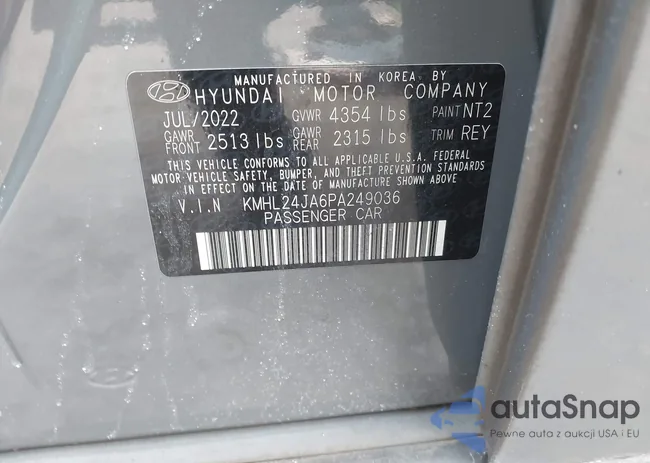 MANUFACTURED IN KOREA BY
HYUNDAI MOTOR COMPANY
JUL/2022 GVWR 4354 lbs PAINT NT2
GAWR FRONT 2513 lbs GAWR REAR 2315 lbs TRIM REY
THIS VEHICLE CONFORMS TO ALL APPLICABLE U.S.A. FEDERAL
MOTOR VEHICLE SAFETY, BUMPER, AND THEFT PREVENTION STANDARDS
IN EFFECT ON THE DATE OF MANUFACTURE SHOWN ABOVE.
V.I.N KMHL24JA6PA249036
PASSENGER CAR
autaSnap
Pewne auta z aukcji USA i EU